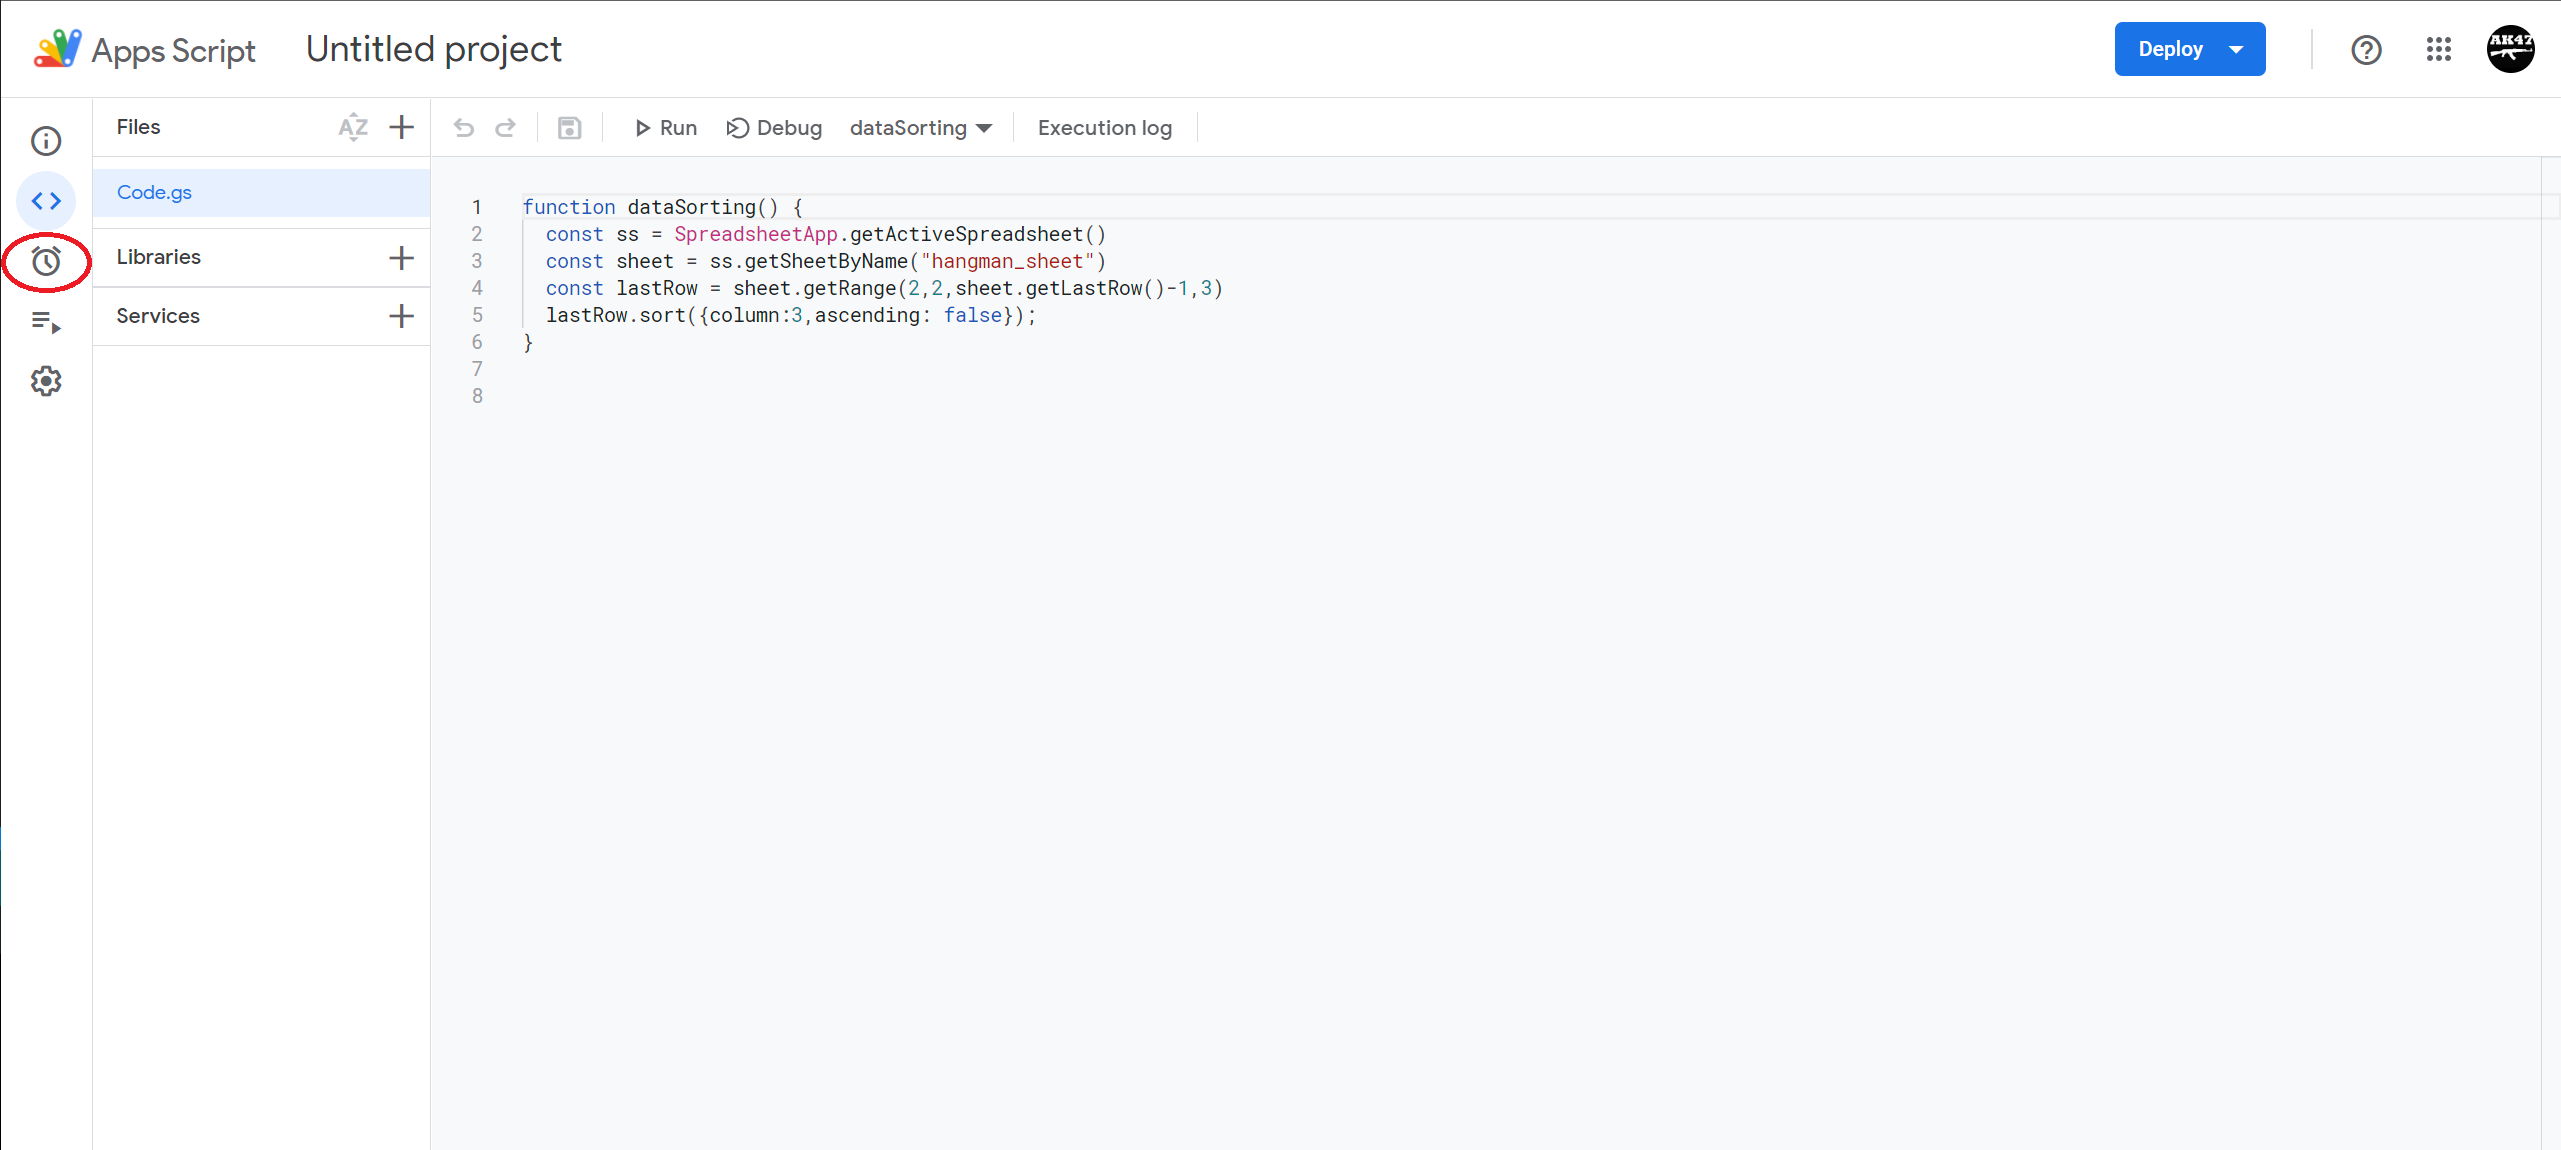 Apps Script
Untitled project
Deploy
AK47
Files
AZ
Run
Debug
dataSorting
Execution log
Code.gs
Libraries
Services
1 function dataSorting() {
2 const ss = SpreadsheetApp.getActiveSpreadsheet()
3 const sheet = ss.getSheetByName("hangman_sheet")
4 const lastRow = sheet.getRange(2,2,sheet.getLastRow()-1,3)
5 lastRow.sort({column:3,ascending: false});
6 }
7
8